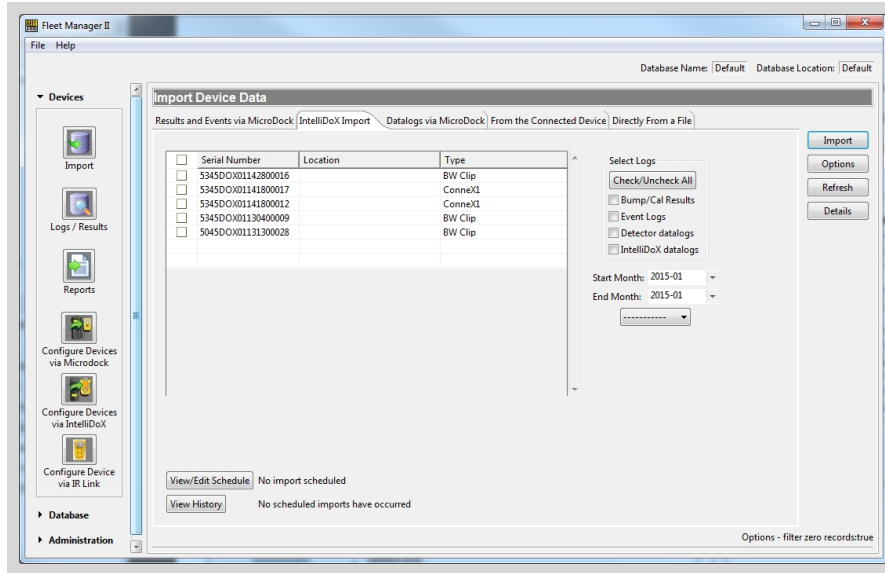 Fleet Manager II
File Help
Database Name: Default Database Location: Default
Devices
Import
Logs / Results
Reports
Configure Devices
via Microdock
Configure Devices
via IntelliDoX
Configure Device
via IR Link
Database
Administration
Import Device Data
Results and Events via MicroDock IntelliDoX Import Datalogs via MicroDock From the Connected Device Directly From a File
Serial Number Location Type
5345DOX01142800016 BW Clip
5345DOX01141800017 ConneX1
5345DOX01141800012 ConneX1
5345DOX01130400009 BW Clip
5045DOX01131300028 BW Clip
Select Logs
Check/Uncheck All
Bump/Cal Results
Event Logs
Detector datalogs
IntelliDoX datalogs
Start Month: 2015-01
End Month: 2015-01
-----------
Import
Options
Refresh
Details
View/Edit Schedule No import scheduled
View History No scheduled imports have occurred
Options - filter zero records:true